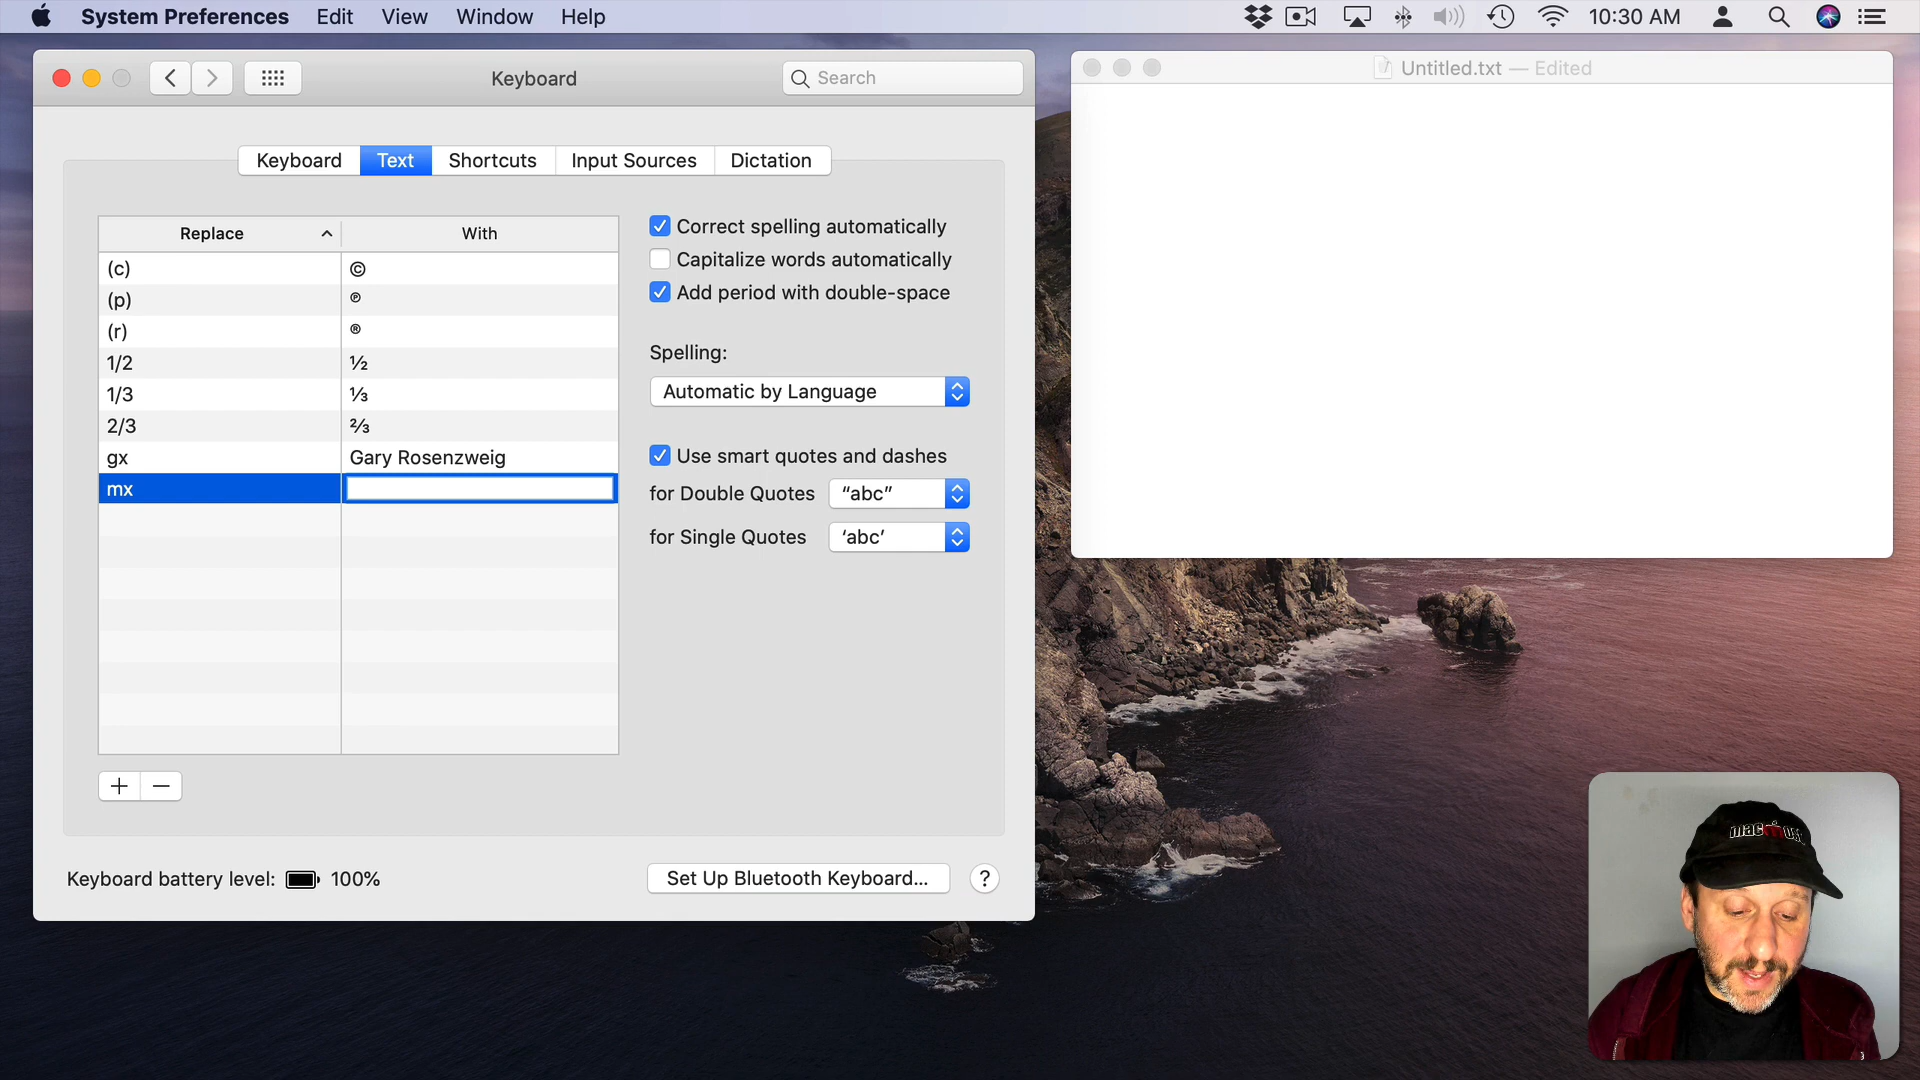 System Preferences Edit View Window Help 10:30 AM
Keyboard
Search
Untitled.txt — Edited
Keyboard Text Shortcuts Input Sources Dictation
Replace With
(c) ©
(p) ℗
(r) ®
1/2 ½
1/3 ⅓
2/3 ⅔
gx Gary Rosenzweig
mx
+ −
Correct spelling automatically
Capitalize words automatically
Add period with double-space
Spelling:
Automatic by Language
Use smart quotes and dashes
for Double Quotes “abc”
for Single Quotes ‘abc’
Keyboard battery level: 100%
Set Up Bluetooth Keyboard... ?
macmost